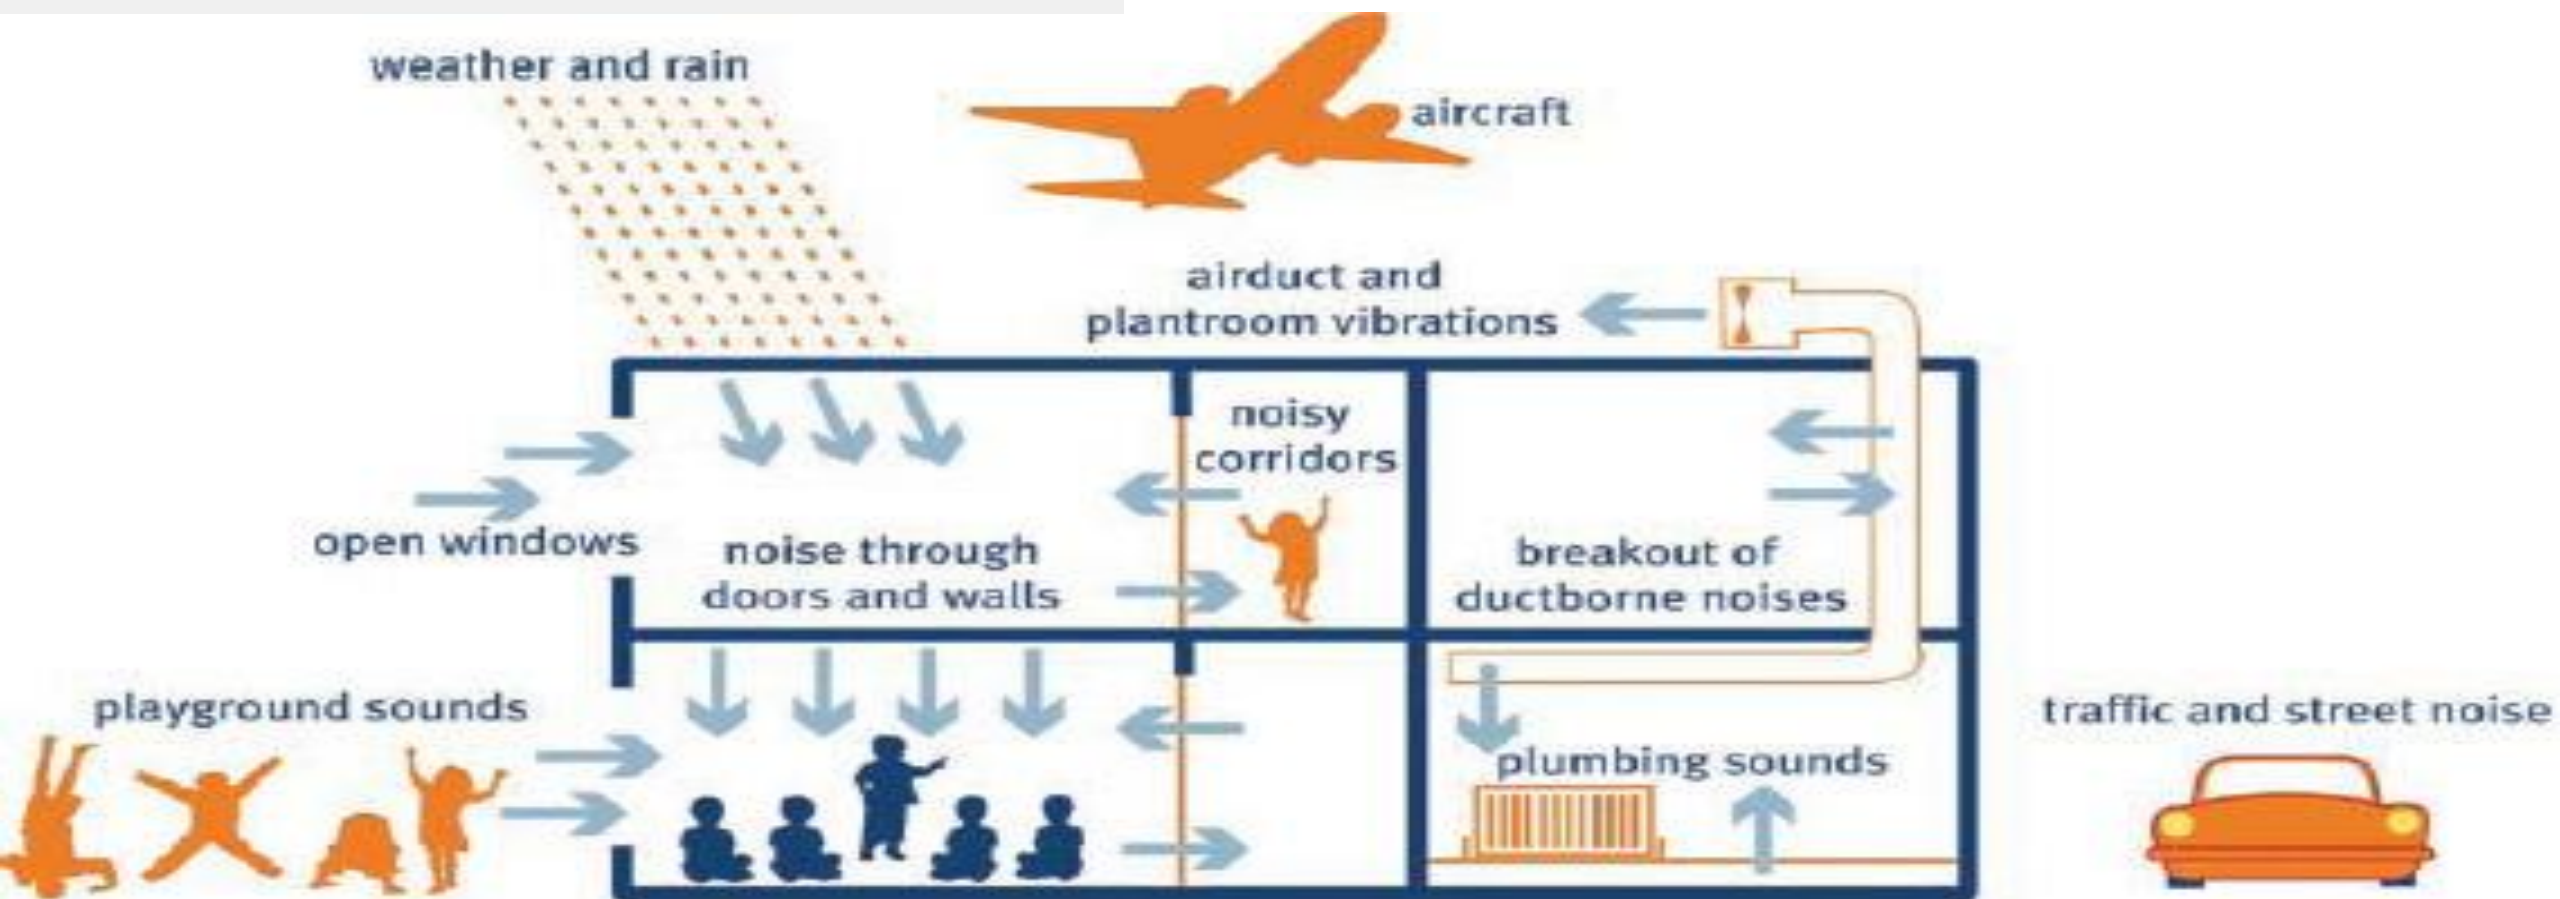 weather and rain
aircraft
airduct and
plantroom vibrations
noisy
corridors
open windows
noise through
doors and walls
breakout of
ductborne noises
playground sounds
plumbing sounds
traffic and street noise